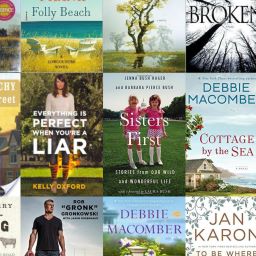 Folly Beach
LOWCOUNTRY
BROKEN
EVERYTHING IS
PERFECT
WHEN YOU'RE A
LIAR
KELLY OXFORD
JENNA BUSH HAGER
AND BARBARA PIERCE BUSH
Sisters
First
STORIES FROM OUR WILD
AND WONDERFUL LIFE
DEBBIE
MACOMBER
COTTAGE
by the SEA
ROB
"GRONK"
GRONKOWSKI
DEBBIE
MACOMBER
JAN
KARON
TO BE WHERE